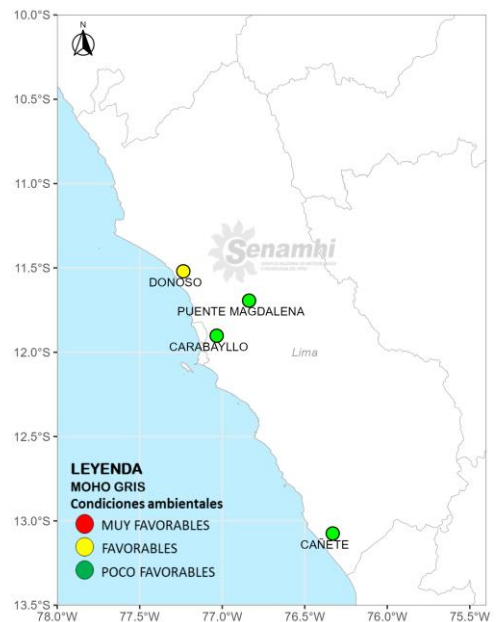 10.0°S
N
10.5°S
11.0°S
11.5°S
Senamhi
DONOSO
PUENTE MAGDALENA
CARABAYLLO
Lima
12.0°S
12.5°S
LEYENDA
MOHO GRIS
Condiciones ambientales
MUY FAVORABLES
FAVORABLES
POCO FAVORABLES
13.0°S
CAÑETE
13.5°S
78.0°W 77.5°W 77.0°W 76.5°W 76.0°W 75.5°W